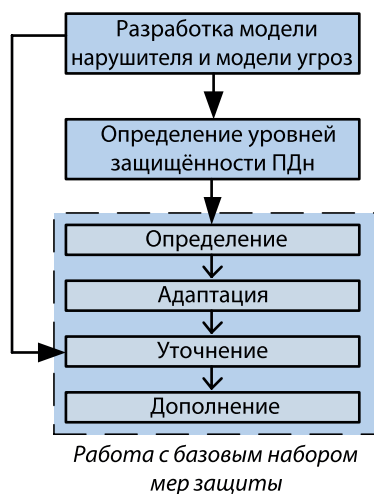 Разработка модели
нарушителя и модели угроз
Определение уровней
защищённости ПДн
Определение
Адаптация
Уточнение
Дополнение
Работа с базовым набором
мер защиты